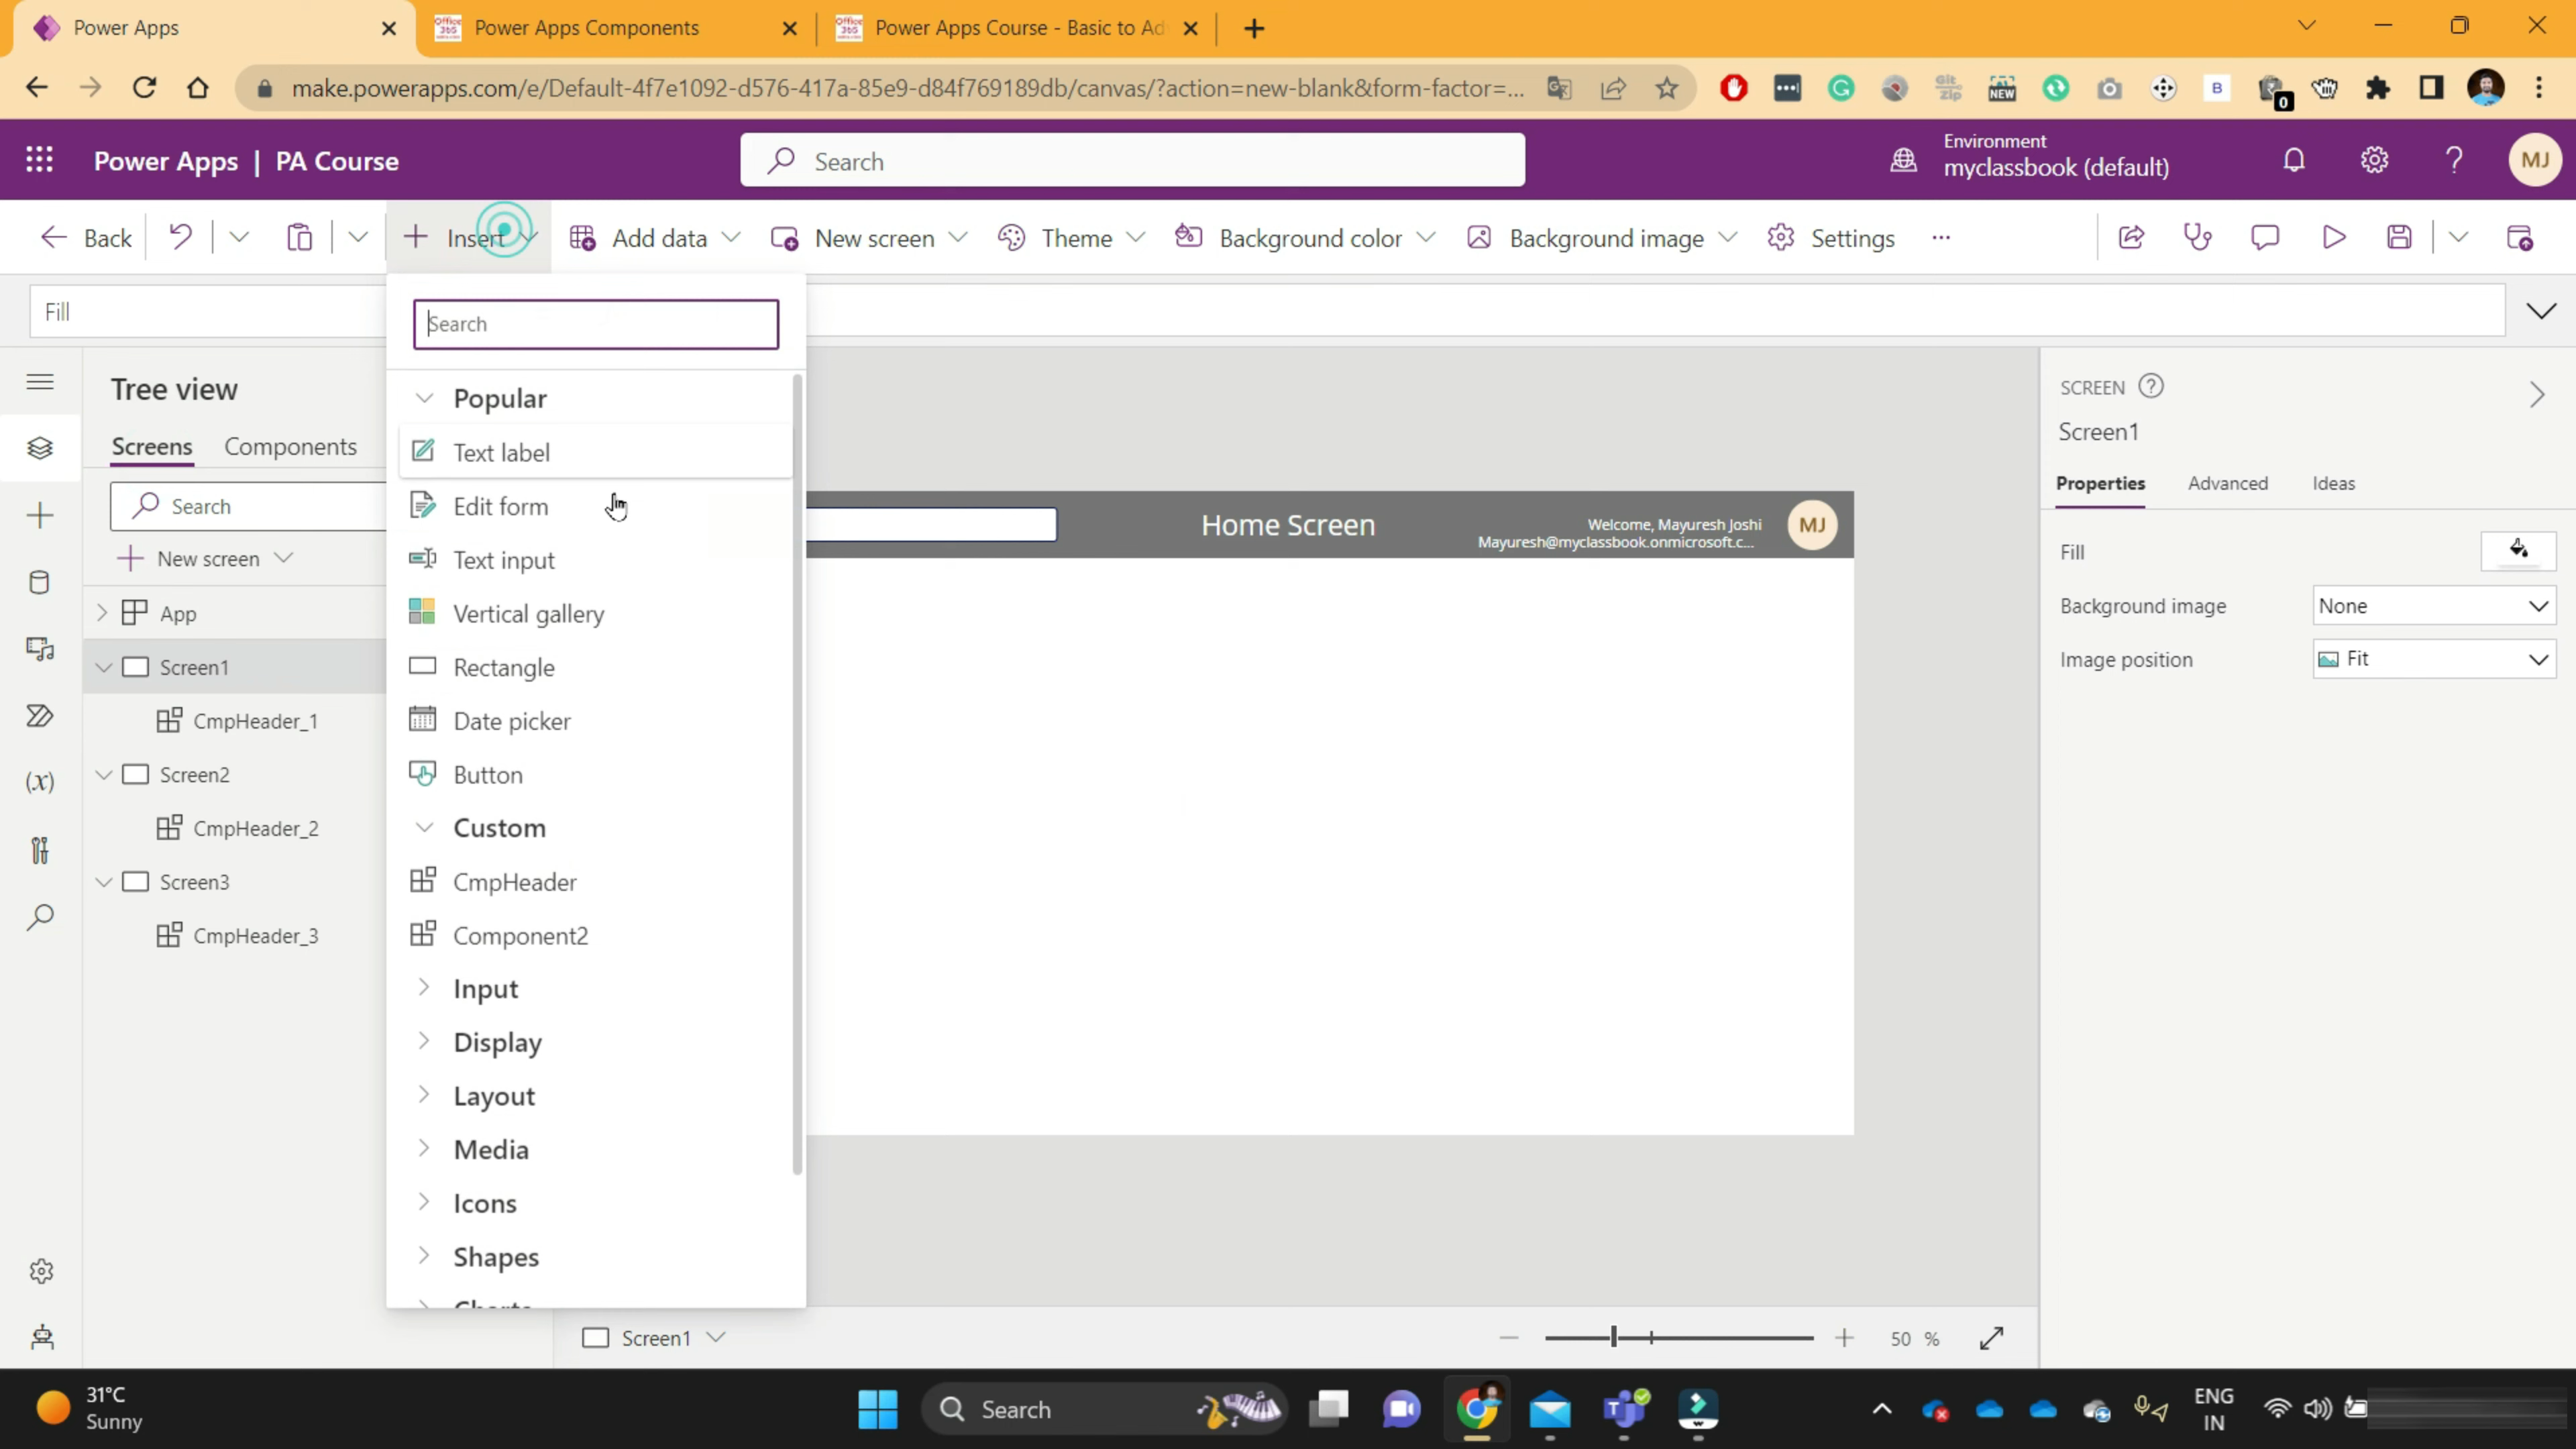 Power Apps
Power Apps Components
Power Apps Course - Basic to Ad
make.powerapps.com/e/Default-4f7e1092-d576-417a-85e9-d84f769189db/canvas/?action=new-blank&form-factor=...
Git
zip
NEW
B
0
Power Apps | PA Course
Search
Environment
myclassbook (default)
MJ
Back
Insert
Add data
New screen
Theme
Background color
Background image
Settings
Fill
Search
Tree view
Screens
Components
Search
New screen
App
Screen1
CmpHeader_1
Screen2
CmpHeader_2
Screen3
CmpHeader_3
Popular
Text label
Edit form
Text input
Vertical gallery
Rectangle
Date picker
Button
Custom
CmpHeader
Component2
Input
Display
Layout
Media
Icons
Shapes
Charts
Home Screen
Welcome, Mayuresh Joshi
Mayuresh@myclassbook.onmicrosoft.c...
MJ
SCREEN
Screen1
Properties
Advanced
Ideas
Fill
Background image
None
Image position
Fit
Screen1
50 %
31°C
Sunny
Search
ENG
IN